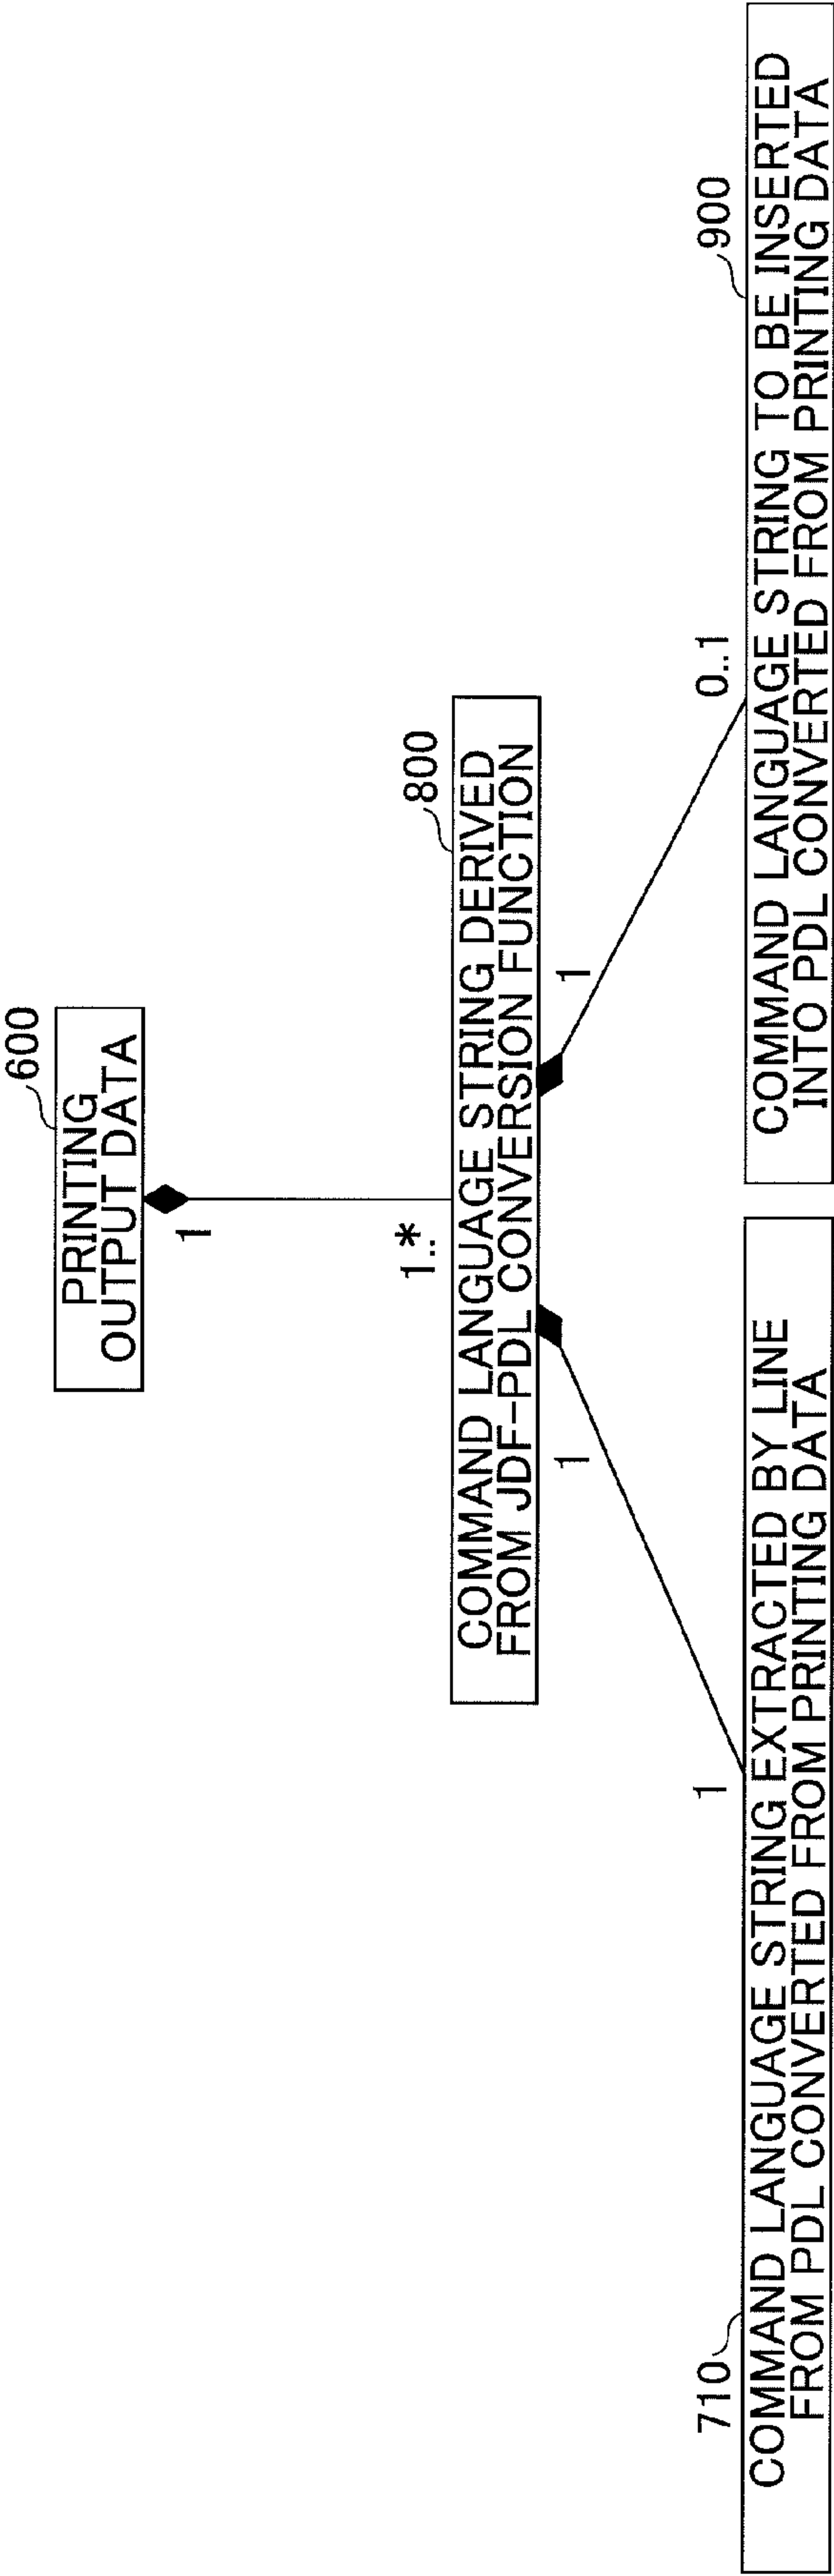 600
PRINTING
OUTPUT DATA
1
1..*
800
COMMAND LANGUAGE STRING DERIVED
FROM JDF-PDL CONVERSION FUNCTION
1
1
1
0..1
710
COMMAND LANGUAGE STRING EXTRACTED BY LINE
FROM PDL CONVERTED FROM PRINTING DATA
900
COMMAND LANGUAGE STRING TO BE INSERTED
INTO PDL CONVERTED FROM PRINTING DATA